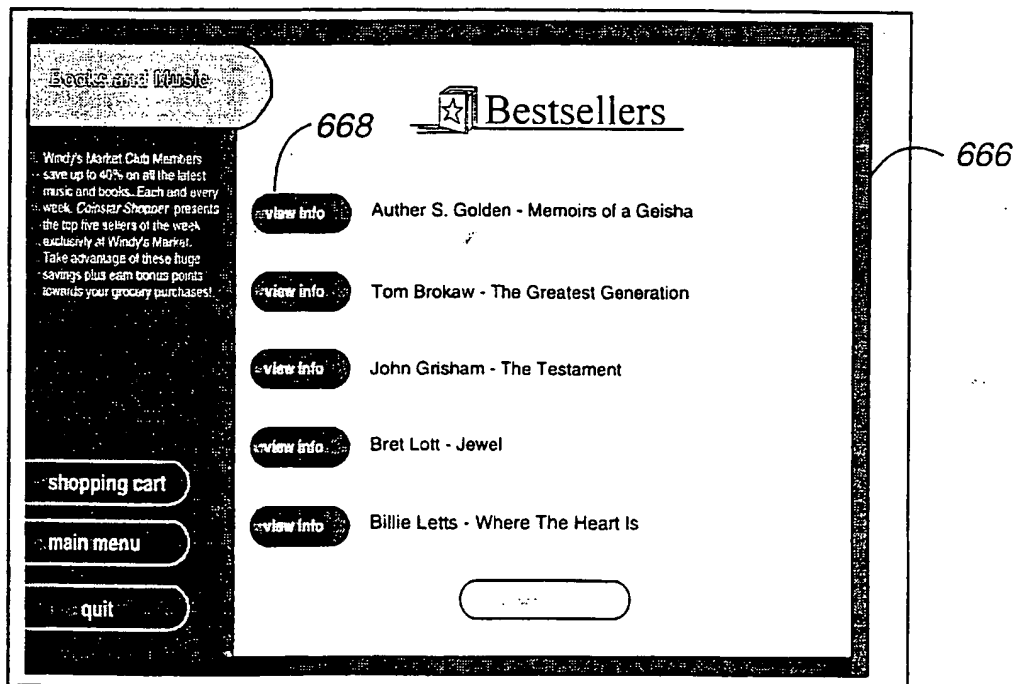 Books and Music
Bestsellers
668
666
Windy's Market Club Members
save up to 40% on all the latest
music and books. Each and every
week, Coinstar Shopper presents
the top five sellers of the week
exclusivly at Windy's Market.
Take advantage of these huge
savings plus earn bonus points
towards your grocery purchases!
view info
Auther S. Golden - Memoirs of a Geisha
view info
Tom Brokaw - The Greatest Generation
view info
John Grisham - The Testament
view info
Bret Lott - Jewel
view info
Billie Letts - Where The Heart Is
shopping cart
main menu
quit